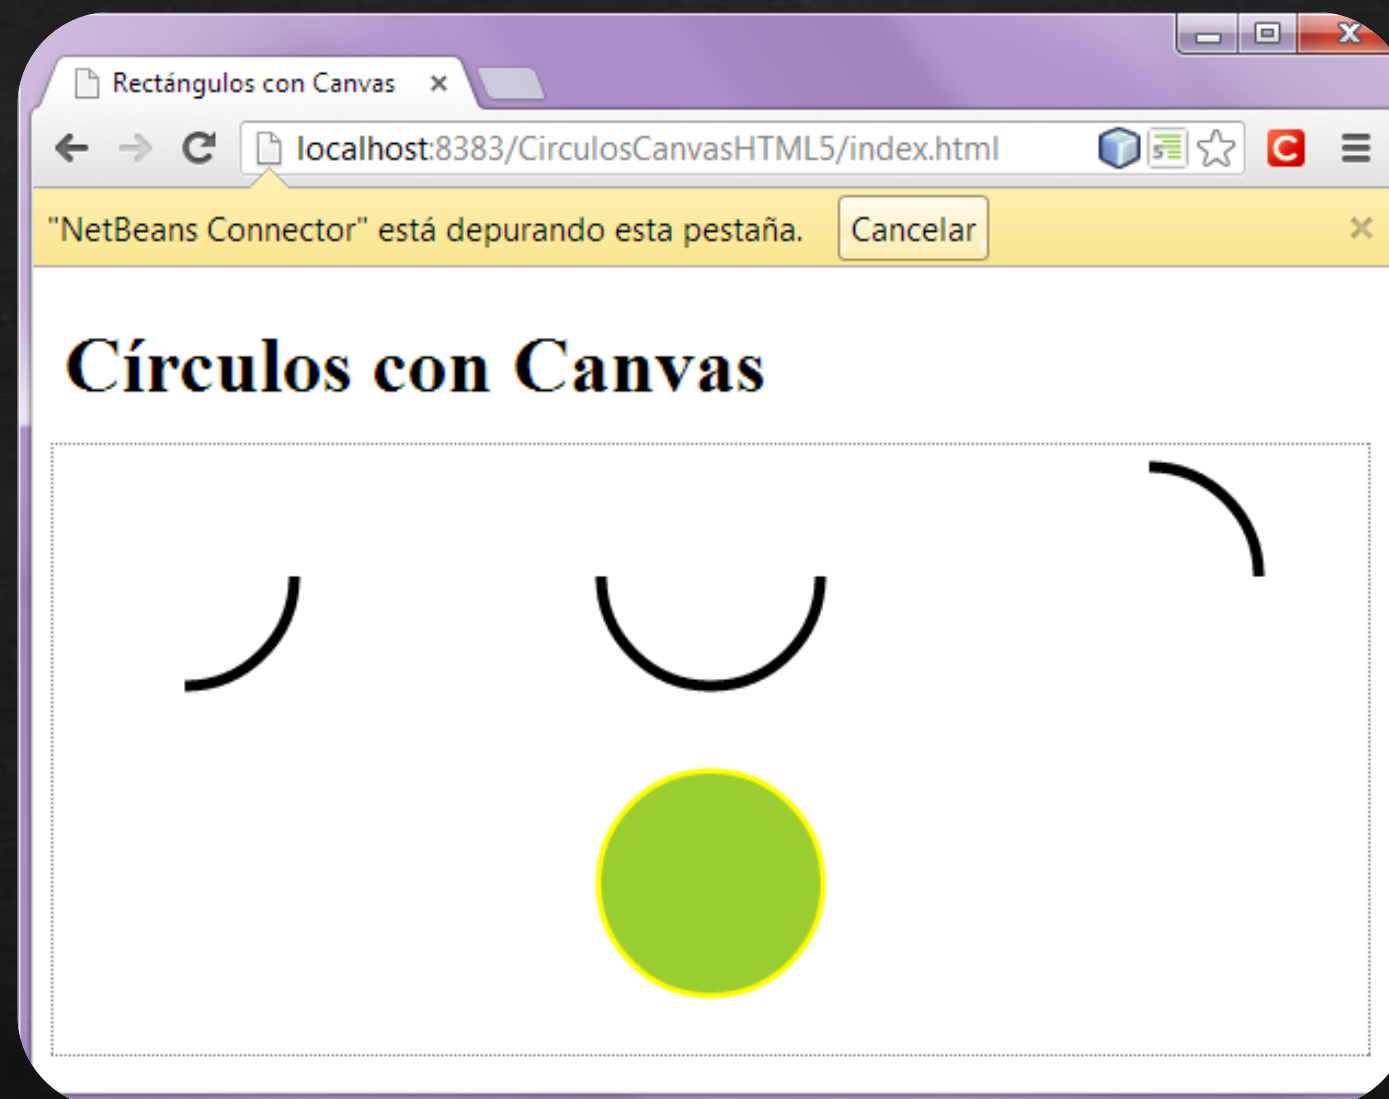 Rectángulos con Canvas
localhost:8383/CirculosCanvasHTML5/index.html
"NetBeans Connector" está depurando esta pestaña. Cancelar
Círculos con Canvas